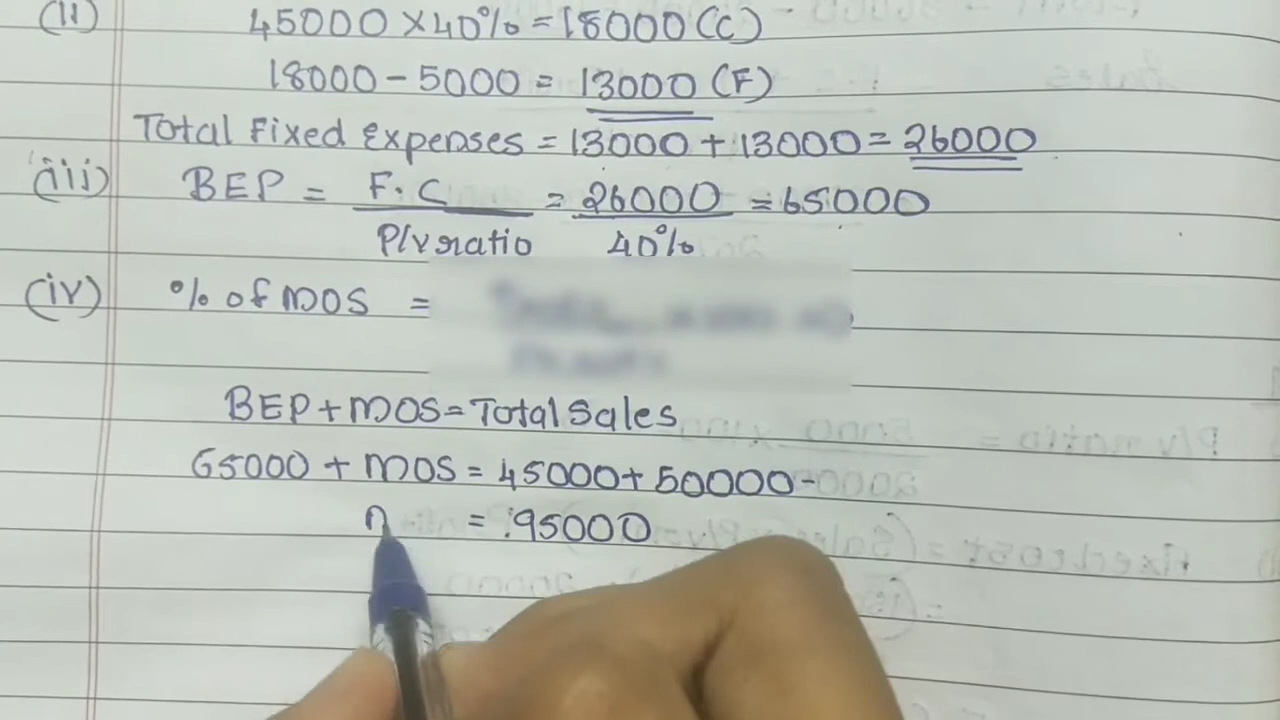 (ii) 45000 × 40% = 18000 (C)
18000 - 5000 = 13000 (F)
Total Fixed Expenses = 13000 + 13000 = 26000
(iii) BEP = F.C / P/v ratio = 26000 / 40% = 65000
(iv) % of MOS =
BEP + MOS = Total Sales
65000 + MOS = 45000 + 50000 -
= 95000